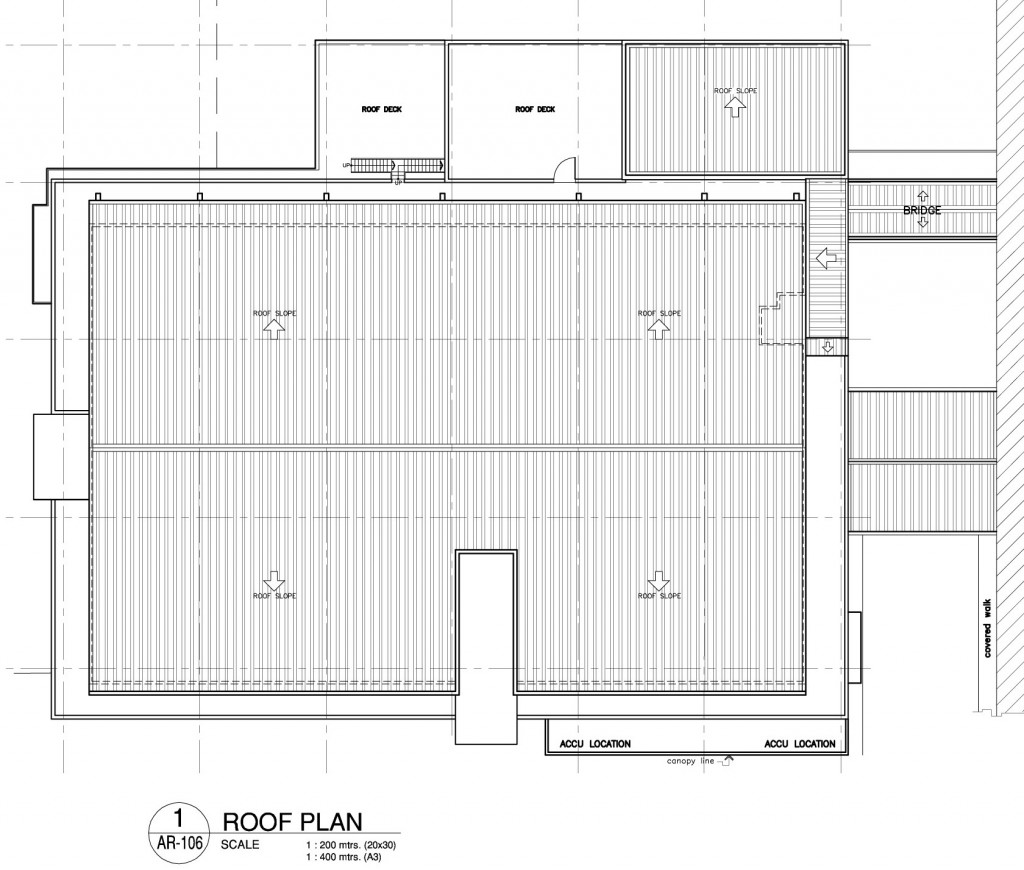 ROOF SLOPE
ROOF DECK
ROOF DECK
UP
UP
BRIDGE
ROOF SLOPE
ROOF SLOPE
ROOF SLOPE
ROOF SLOPE
covered walk
ACCU LOCATION
ACCU LOCATION
canopy line
1
AR-106
ROOF PLAN
SCALE
1 : 200 mtrs. (20x30)
1 : 400 mtrs. (A3)